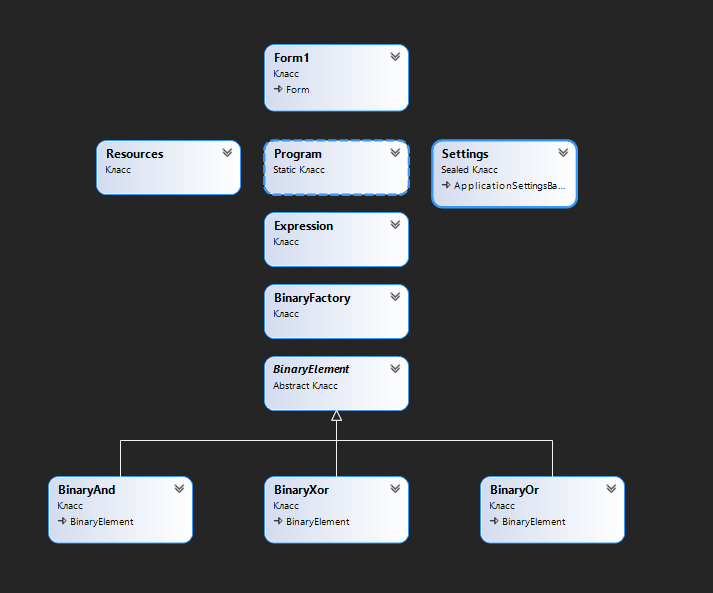 Form1
Класс
Form
Resources
Класс
Program
Static Класс
Settings
Sealed Класс
ApplicationSettingsBa...
Expression
Класс
BinaryFactory
Класс
BinaryElement
Abstract Класс
BinaryAnd
Класс
BinaryElement
BinaryXor
Класс
BinaryElement
BinaryOr
Класс
BinaryElement